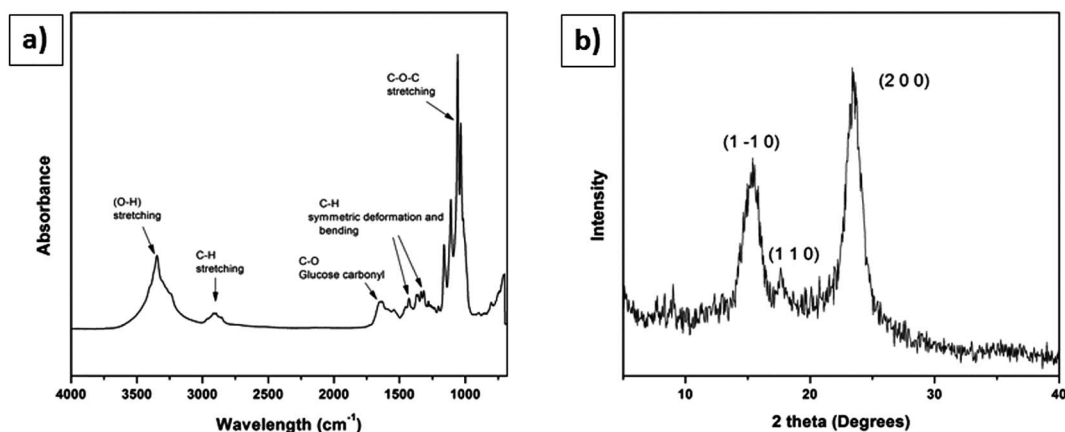 a)
Absorbance
(O-H)
stretching
C-H
stretching
C-O
Glucose carbonyl
C-H
symmetric deformation and
bending
C-O-C
stretching
4000 3500 3000 2500 2000 1500 1000
Wavelength (cm⁻¹)
b)
Intensity
(1 -1 0)
(1 1 0)
(2 0 0)
10 20 30 40
2 theta (Degrees)